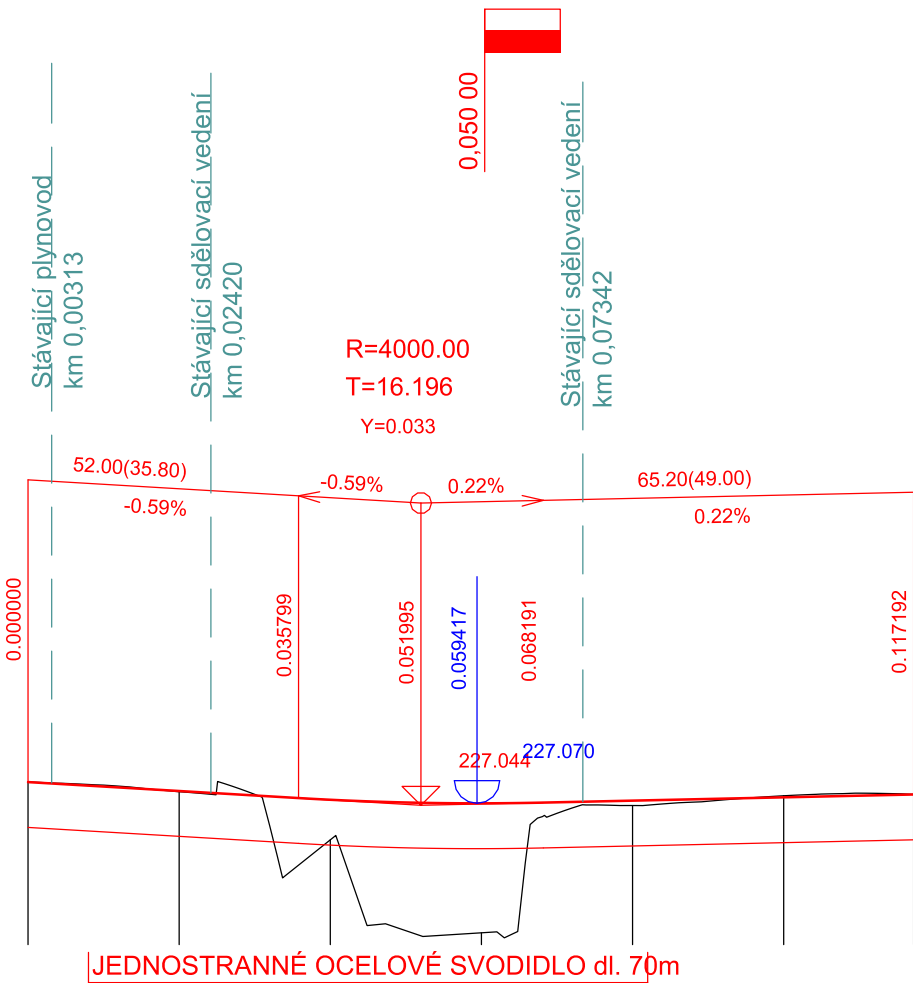 0,050 00
Stávající plynovod
km 0,00313
Stávající sdělovací vedení
km 0,02420
Stávající sdělovací vedení
km 0,07342
R=4000.00
T=16.196
Y=0.033
52.00(35.80)
-0.59%
-0.59%
0.22%
65.20(49.00)
0.22%
0.000000
0.035799
0.051995
0.059417
0.068191
0.117192
227.044
227.070
JEDNOSTRANNÉ OCELOVÉ SVODIDLO dl. 70m